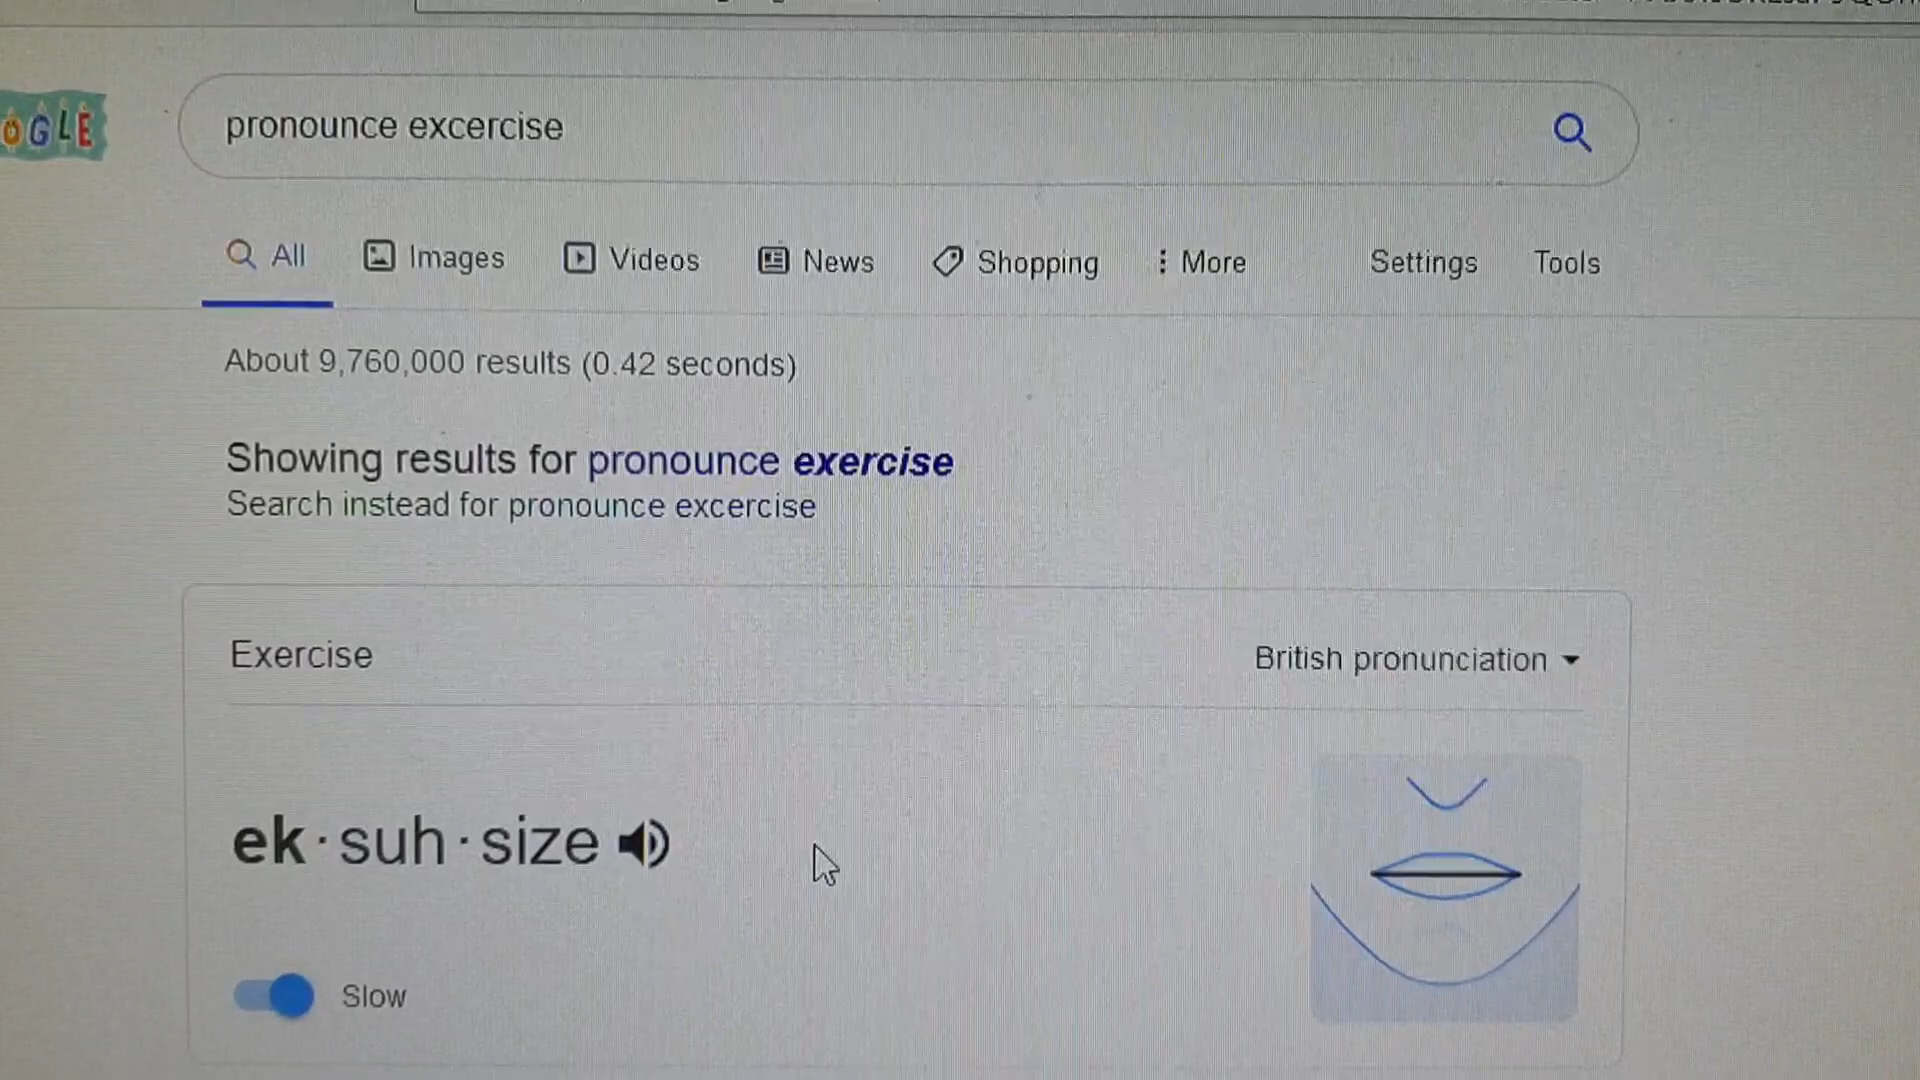 OGLE
pronounce excercise
All Images Videos News Shopping More Settings Tools
About 9,760,000 results (0.42 seconds)
Showing results for pronounce exercise
Search instead for pronounce excercise
Exercise British pronunciation
ek·suh·size
Slow